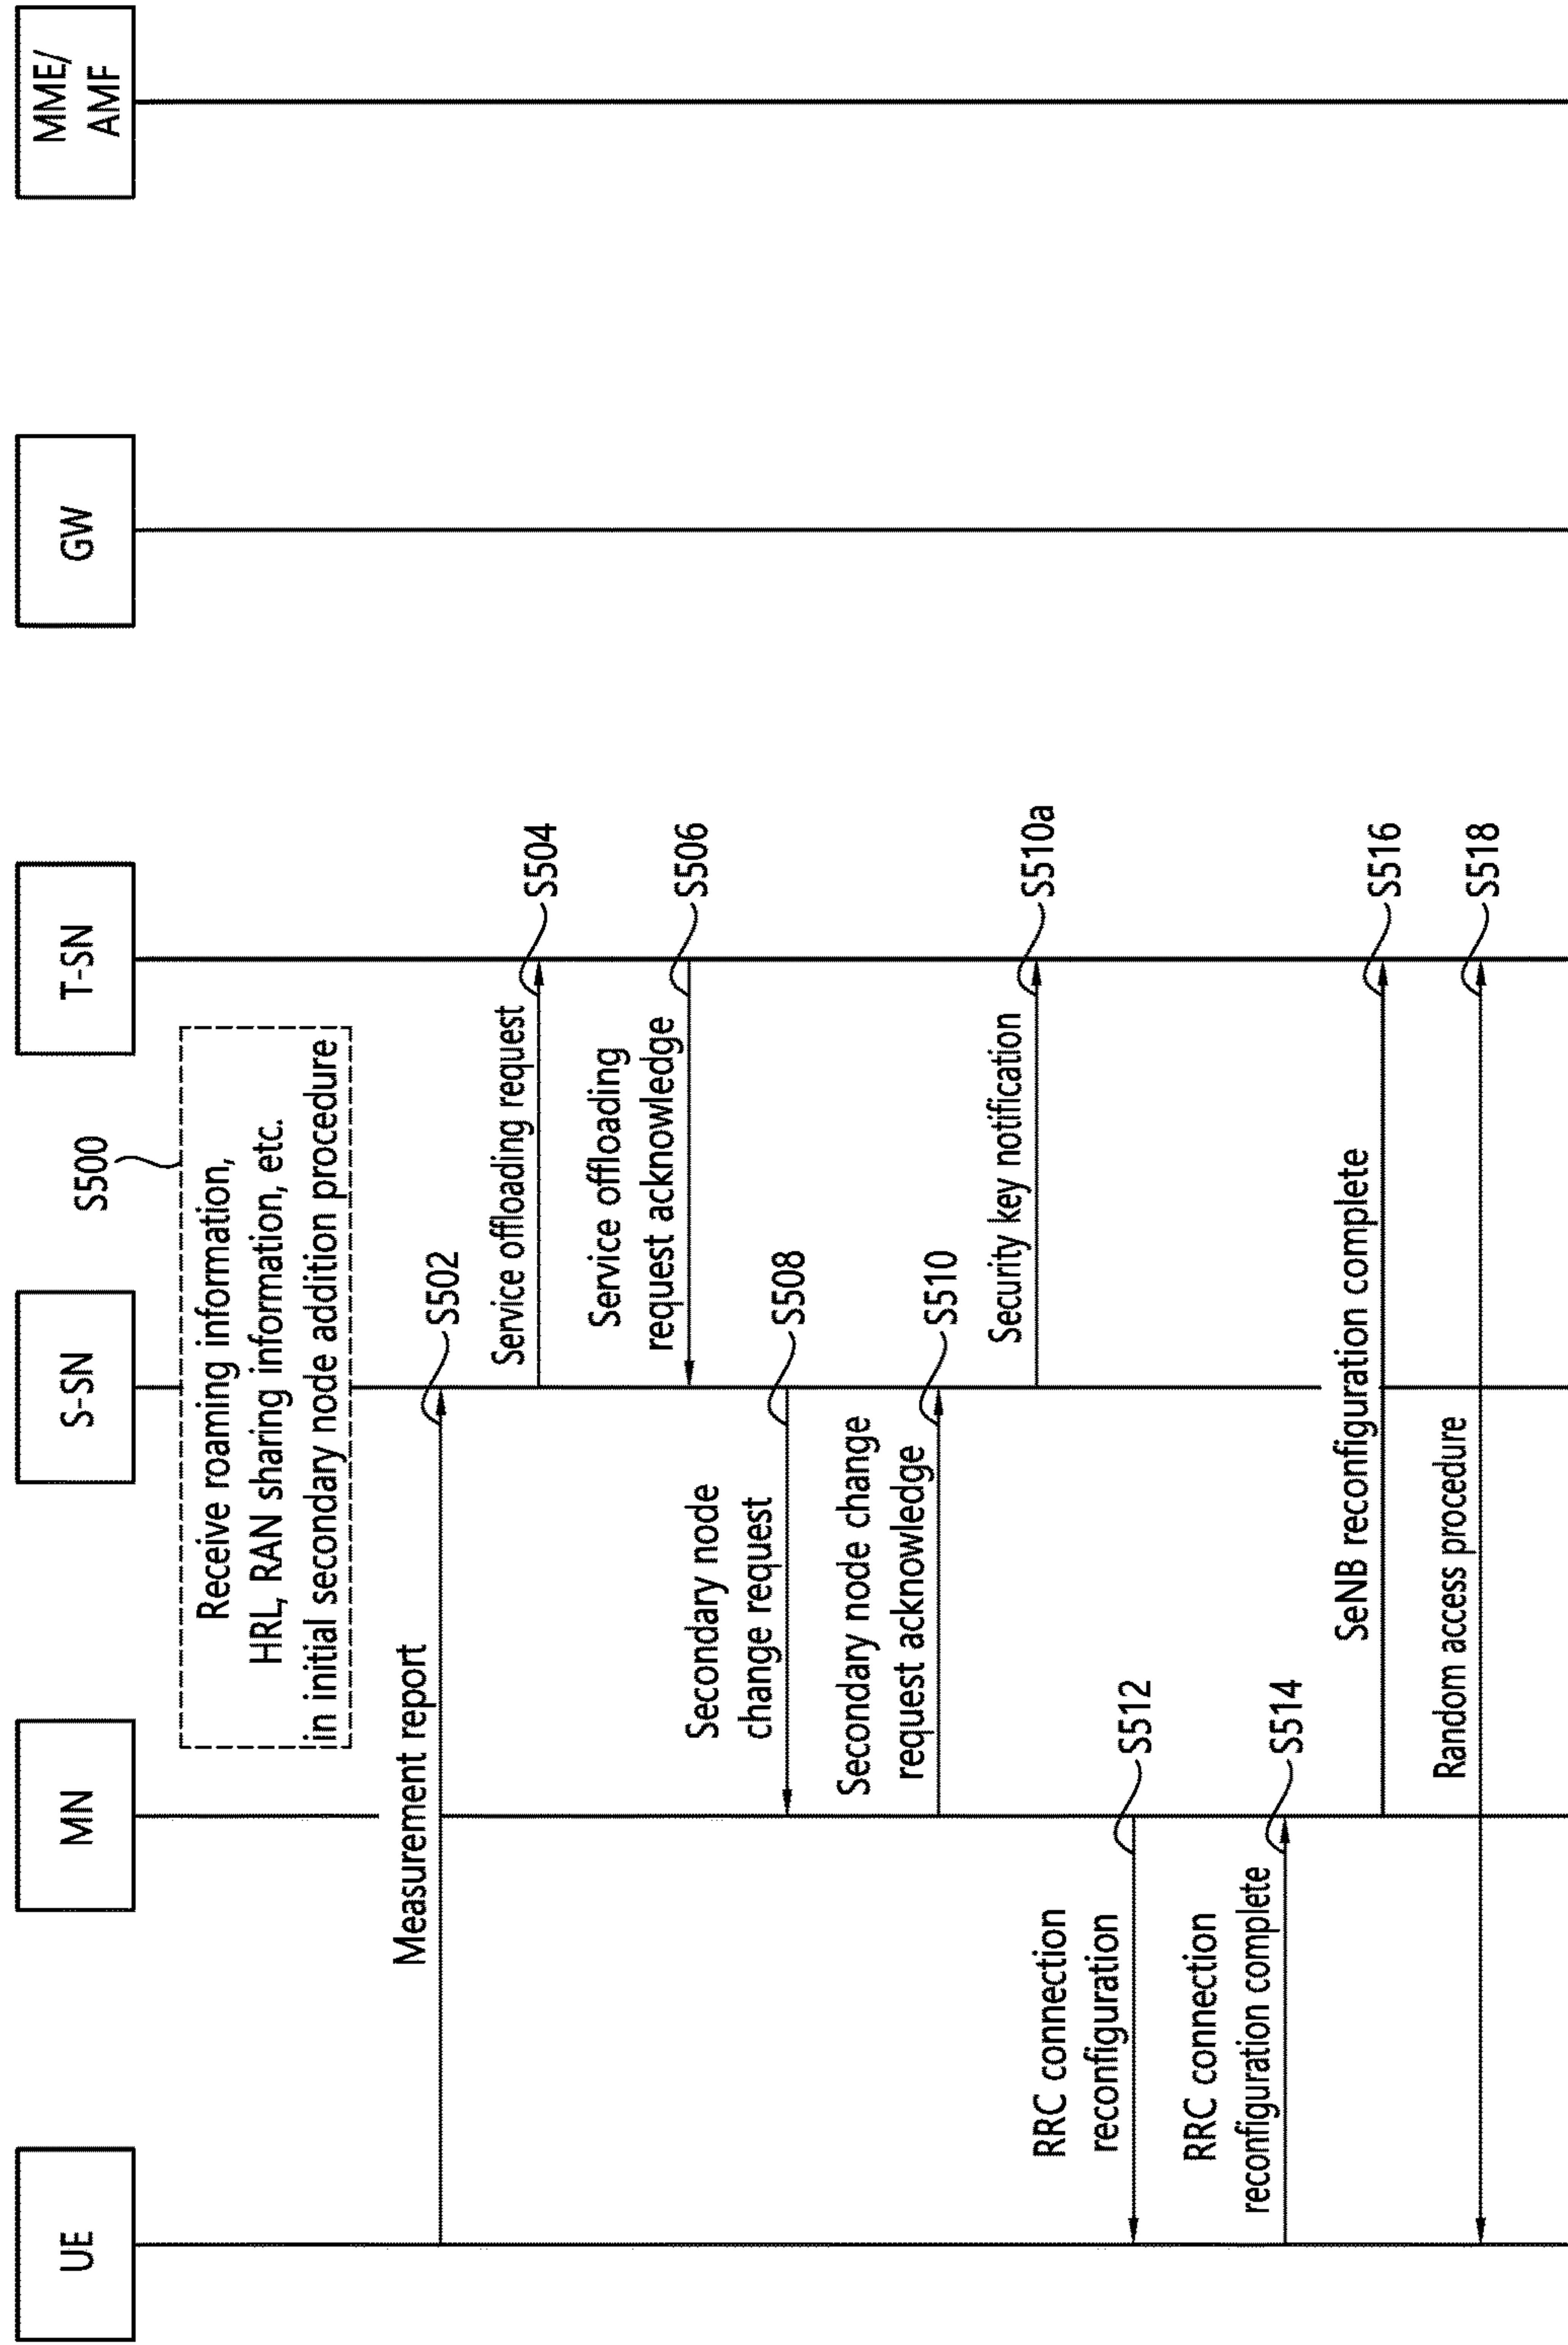 UE
MN
S-SN
T-SN
GW
MME/
AMF
S500
Receive roaming information,
HRL, RAN sharing information, etc.
in initial secondary node addition procedure
Measurement report
S502
Service offloading request
S504
Service offloading
request acknowledge
S506
Secondary node
change request
S508
Secondary node change
request acknowledge
S510
Security key notification
S510a
RRC connection
reconfiguration
S512
RRC connection
reconfiguration complete
S514
SeNB reconfiguration complete
S516
Random access procedure
S518